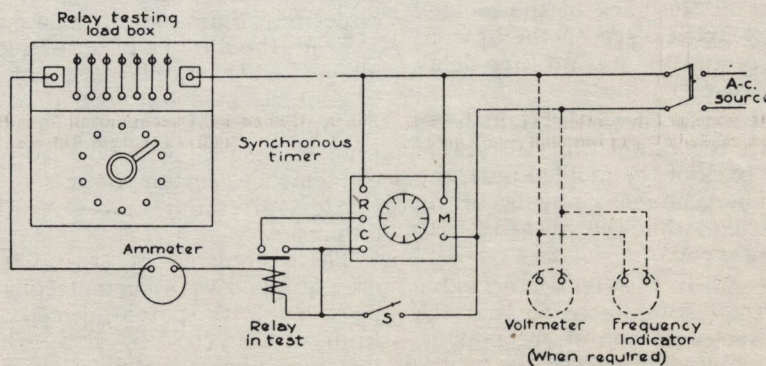 Relay testing
load box
A-c.
source
Synchronous
timer
R
M
C
Ammeter
S
Relay
in test
Voltmeter
Frequency
Indicator
(When required)